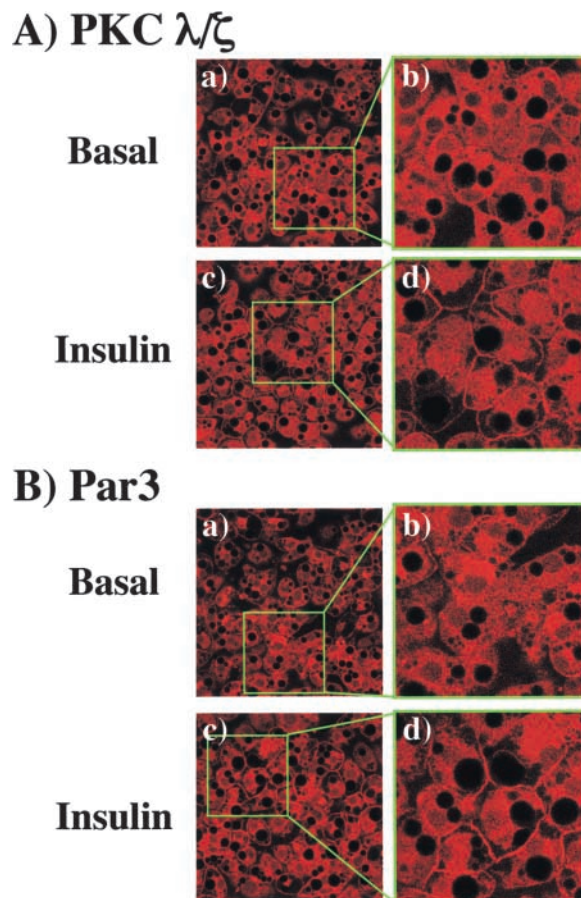 A) PKC λ/ζ
a) b)
Basal
c) d)
Insulin
B) Par3
a) b)
Basal
c) d)
Insulin